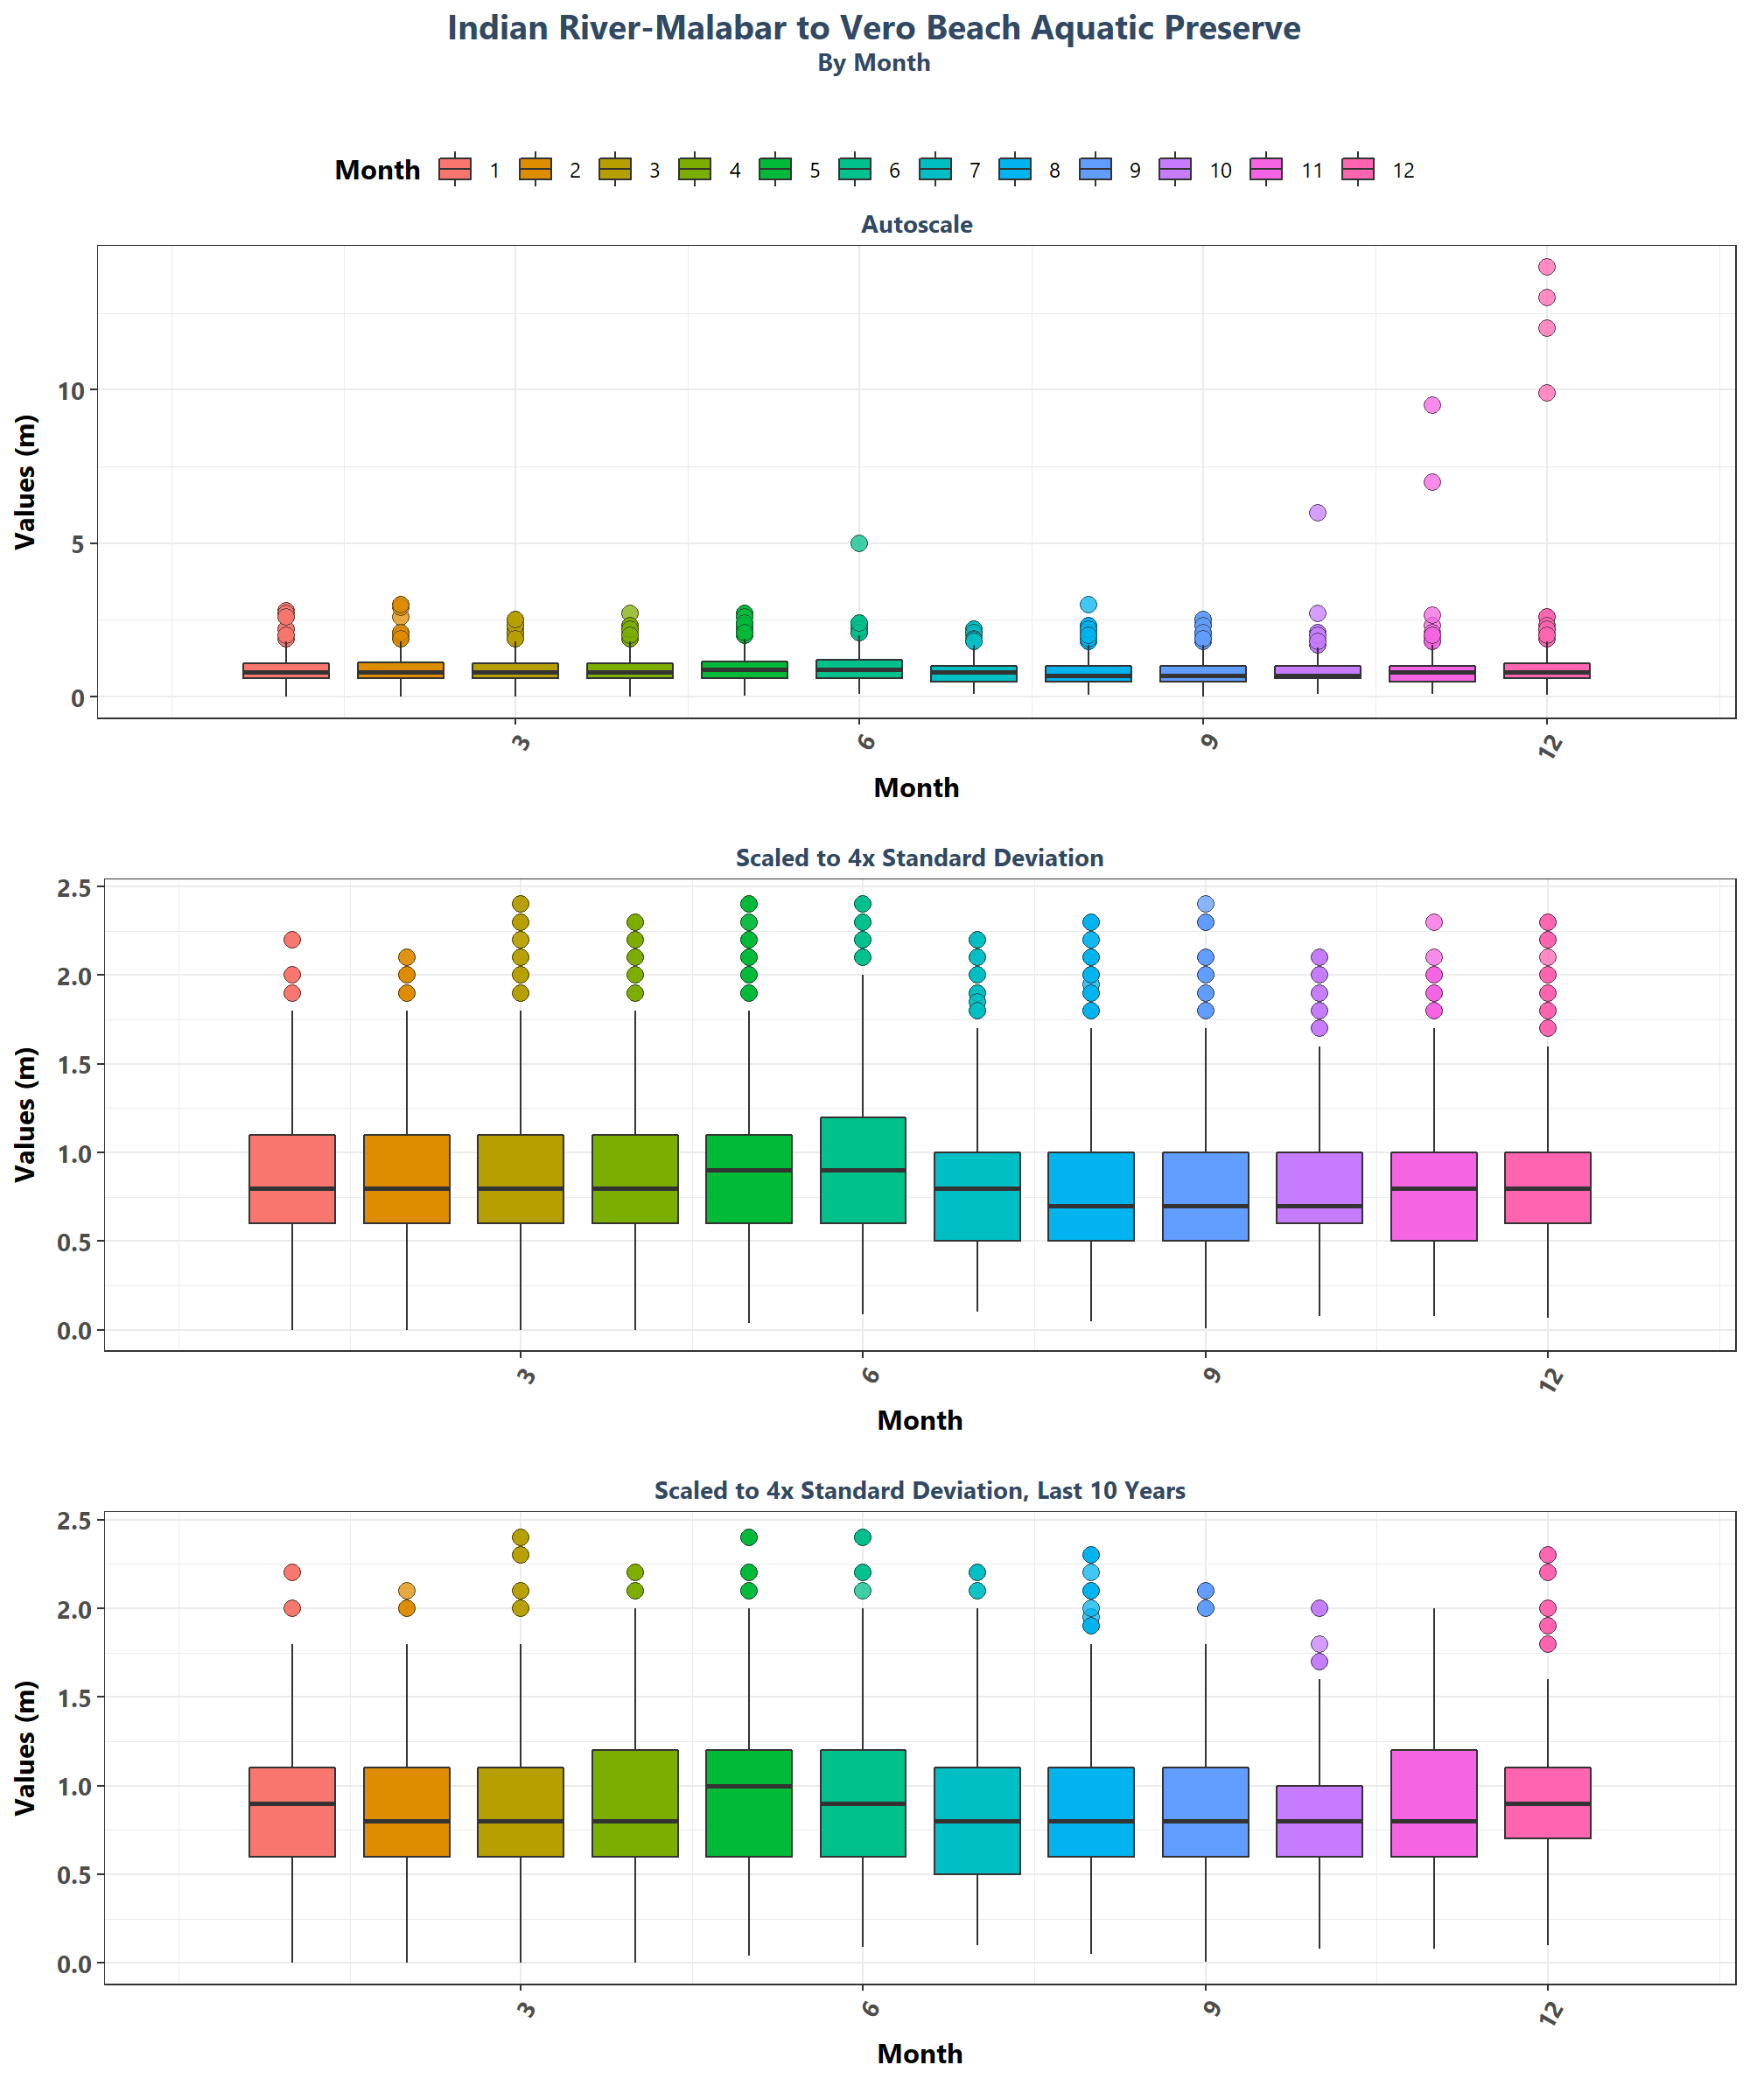 Indian River-Malabar to Vero Beach Aquatic Preserve
By Month
Month 1 2 3 4 5 6 7 8 9 10 11 12
Autoscale
Values (m)
10
5
0
3 6 9 12
Month
Scaled to 4x Standard Deviation
Values (m)
2.5
2.0
1.5
1.0
0.5
0.0
3 6 9 12
Month
Scaled to 4x Standard Deviation, Last 10 Years
Values (m)
2.5
2.0
1.5
1.0
0.5
0.0
3 6 9 12
Month